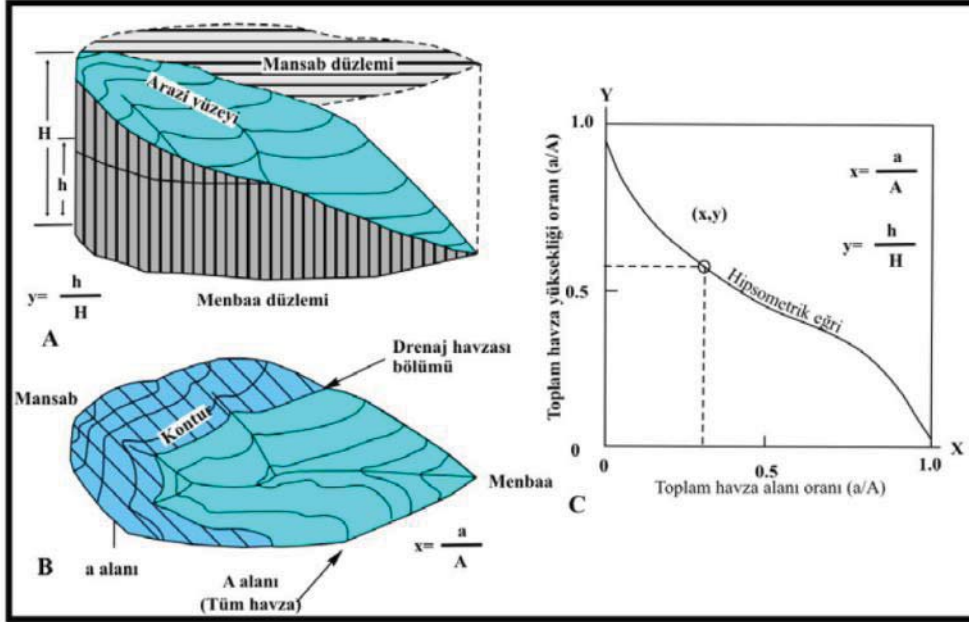 Mansab düzlemi
Arazi yüzeyi
H
h
y= h/H
Menbaa düzlemi
A
Drenaj havzası
bölümü
Mansab
Kontur
Menbaa
x= a/A
B
a alanı
A alanı
(Tüm havza)
Y
1.0
x= a/A
(x,y)
y= h/H
Toplam havza yüksekliği oranı (a/A)
0.5
Hipsometrik eğri
0
0
0.5
1.0
X
Toplam havza alanı oranı (a/A)
C